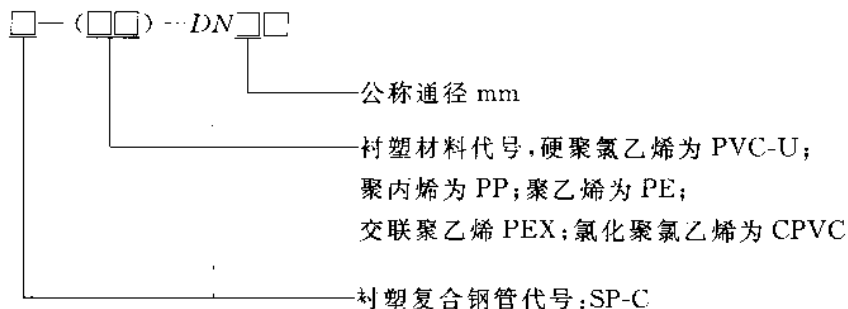 □—(□□)—DN□□
公称通径 mm
衬塑材料代号,硬聚氯乙烯为 PVC-U;
聚丙烯为 PP;聚乙烯为 PE;
交联聚乙烯 PEX;氯化聚氯乙烯为 CPVC
衬塑复合钢管代号:SP-C